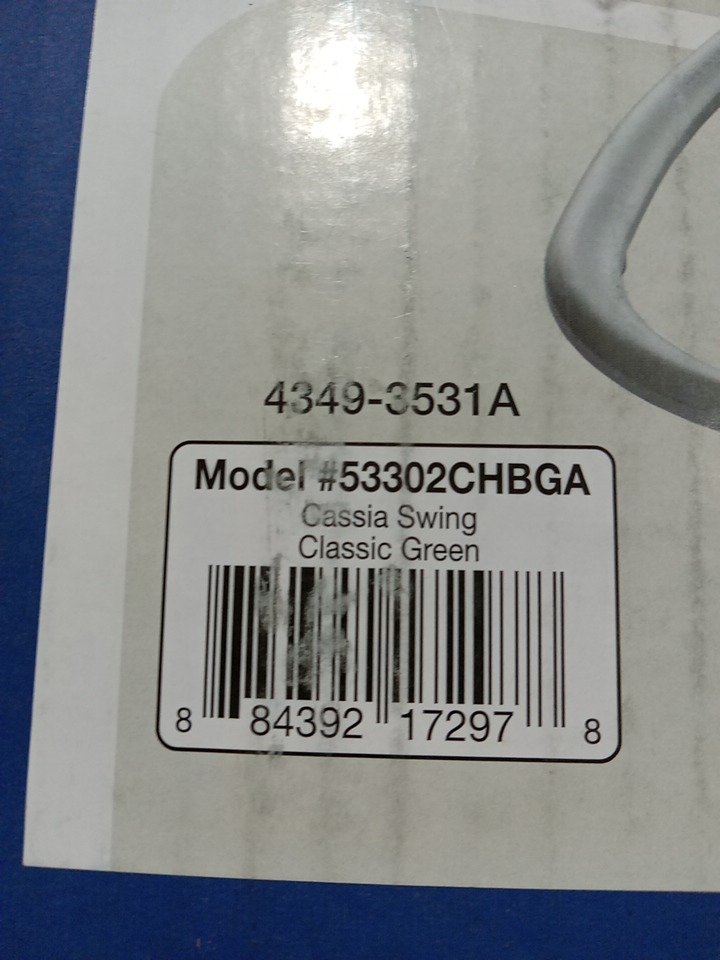 4349-3531A
Model #53302CHBGA
Cassia Swing
Classic Green
8 84392 17297 8